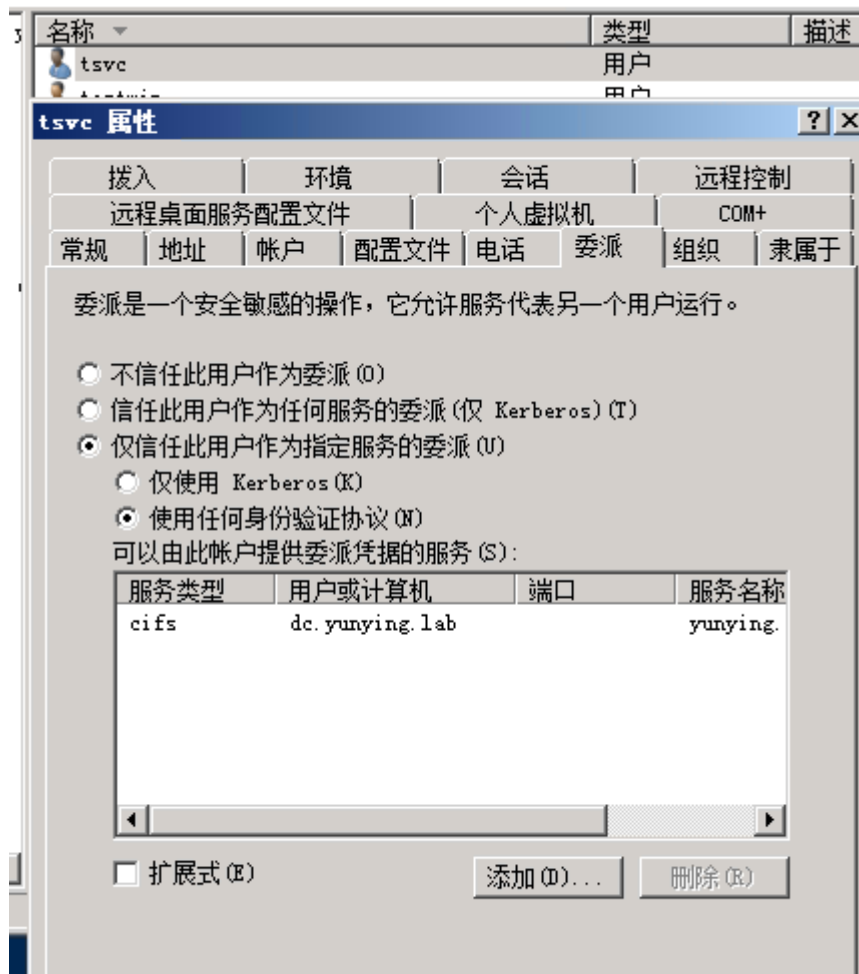 名称 类型 描述
tsvc 用户
tsvc 属性
拨入 环境 会话 远程控制
远程桌面服务配置文件 个人虚拟机 COM+
常规 地址 帐户 配置文件 电话 委派 组织 隶属于
委派是一个安全敏感的操作，它允许服务代表另一个用户运行。
不信任此用户作为委派(O)
信任此用户作为任何服务的委派(仅 Kerberos)(T)
仅信任此用户作为指定服务的委派(U)
仅使用 Kerberos(K)
使用任何身份验证协议(N)
可以由此帐户提供委派凭据的服务(S):
服务类型 用户或计算机 端口 服务名称
cifs dc.yunying.lab yunying.
扩展式(E) 添加(D)... 删除(R)